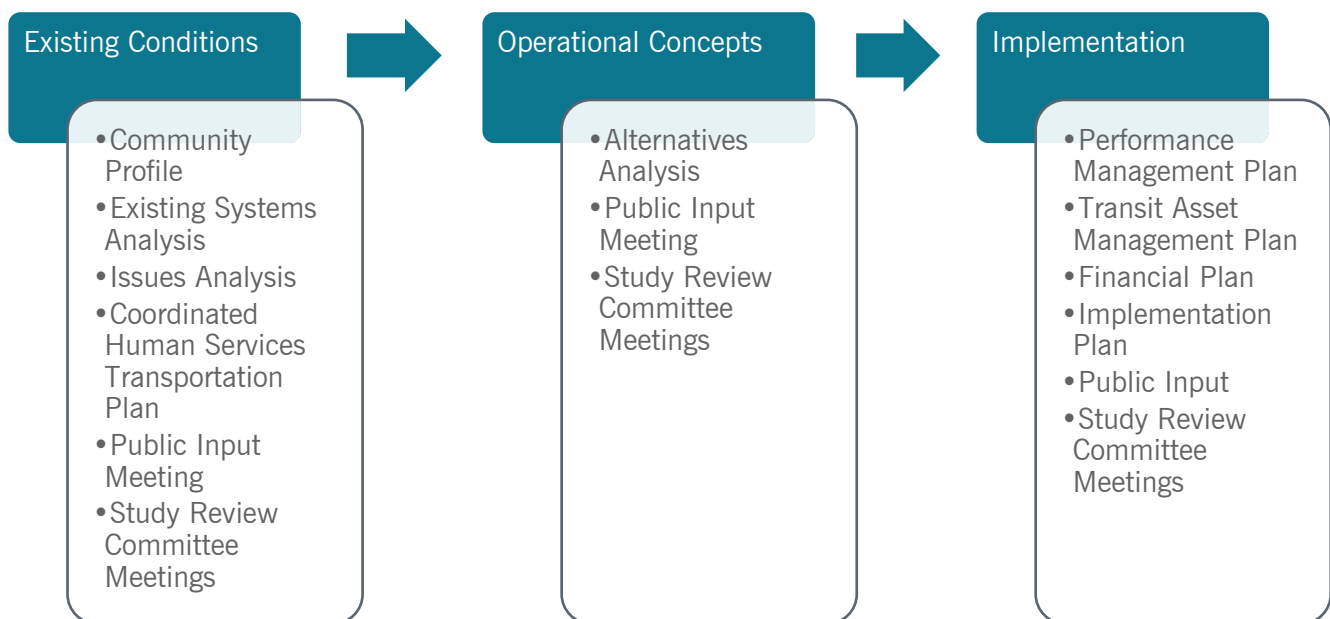 Existing Conditions
•Community
Profile
•Existing Systems
Analysis
•Issues Analysis
•Coordinated
Human Services
Transportation
Plan
•Public Input
Meeting
•Study Review
Committee
Meetings
Operational Concepts
•Alternatives
Analysis
•Public Input
Meeting
•Study Review
Committee
Meetings
Implementation
•Performance
Management Plan
•Transit Asset
Management Plan
•Financial Plan
•Implementation
Plan
•Public Input
•Study Review
Committee
Meetings